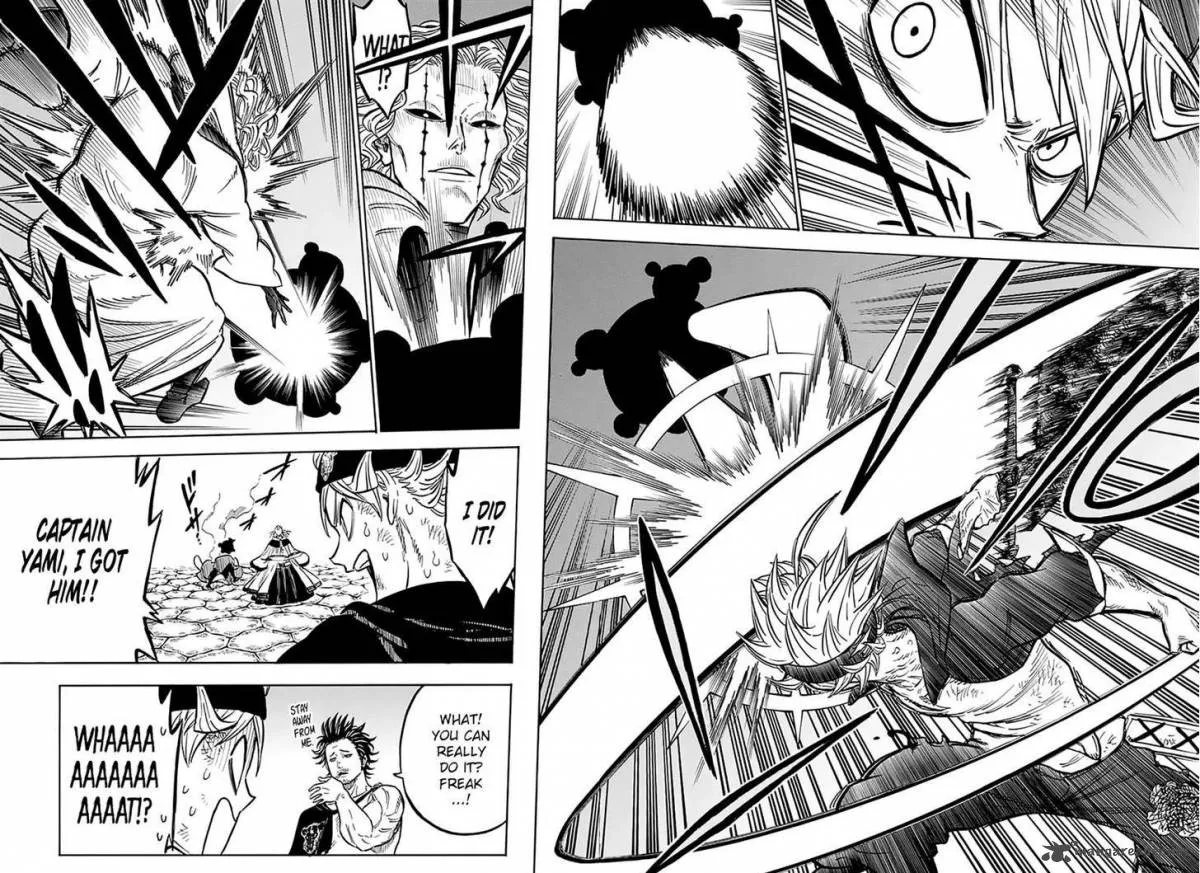 WHAT
!?
I DID
IT!
CAPTAIN
YAMI, I GOT
HIM!!
WHAT!
YOU CAN
REALLY
DO IT?
FREAK
...!
STAY
AWAY
FROM
ME.
WHAAAA
AAAAAAA
AAAAT!?